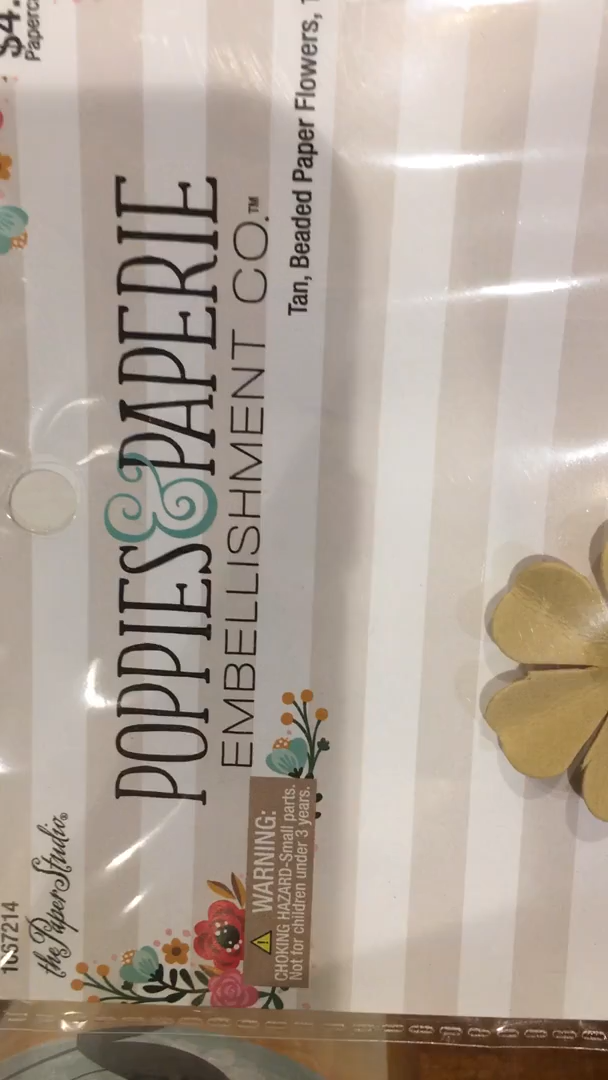 1037214
the Paper Studio®
$4.
Paperc
POPPIES & PAPERIE
EMBELLISHMENT CO.™
Tan, Beaded Paper Flowers,
WARNING:
CHOKING HAZARD-Small parts.
Not for children under 3 years.